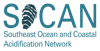 SOCAN
Southeast Ocean and Coastal
Acidification Network